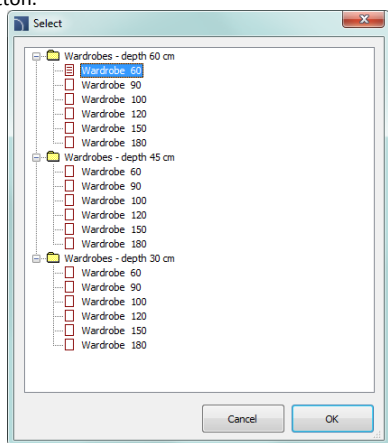 tton.
Select
Wardrobes - depth 60 cm
Wardrobe 60
Wardrobe 90
Wardrobe 100
Wardrobe 120
Wardrobe 150
Wardrobe 180
Wardrobes - depth 45 cm
Wardrobe 60
Wardrobe 90
Wardrobe 100
Wardrobe 120
Wardrobe 150
Wardrobe 180
Wardrobes - depth 30 cm
Wardrobe 60
Wardrobe 90
Wardrobe 100
Wardrobe 120
Wardrobe 150
Wardrobe 180
Cancel OK